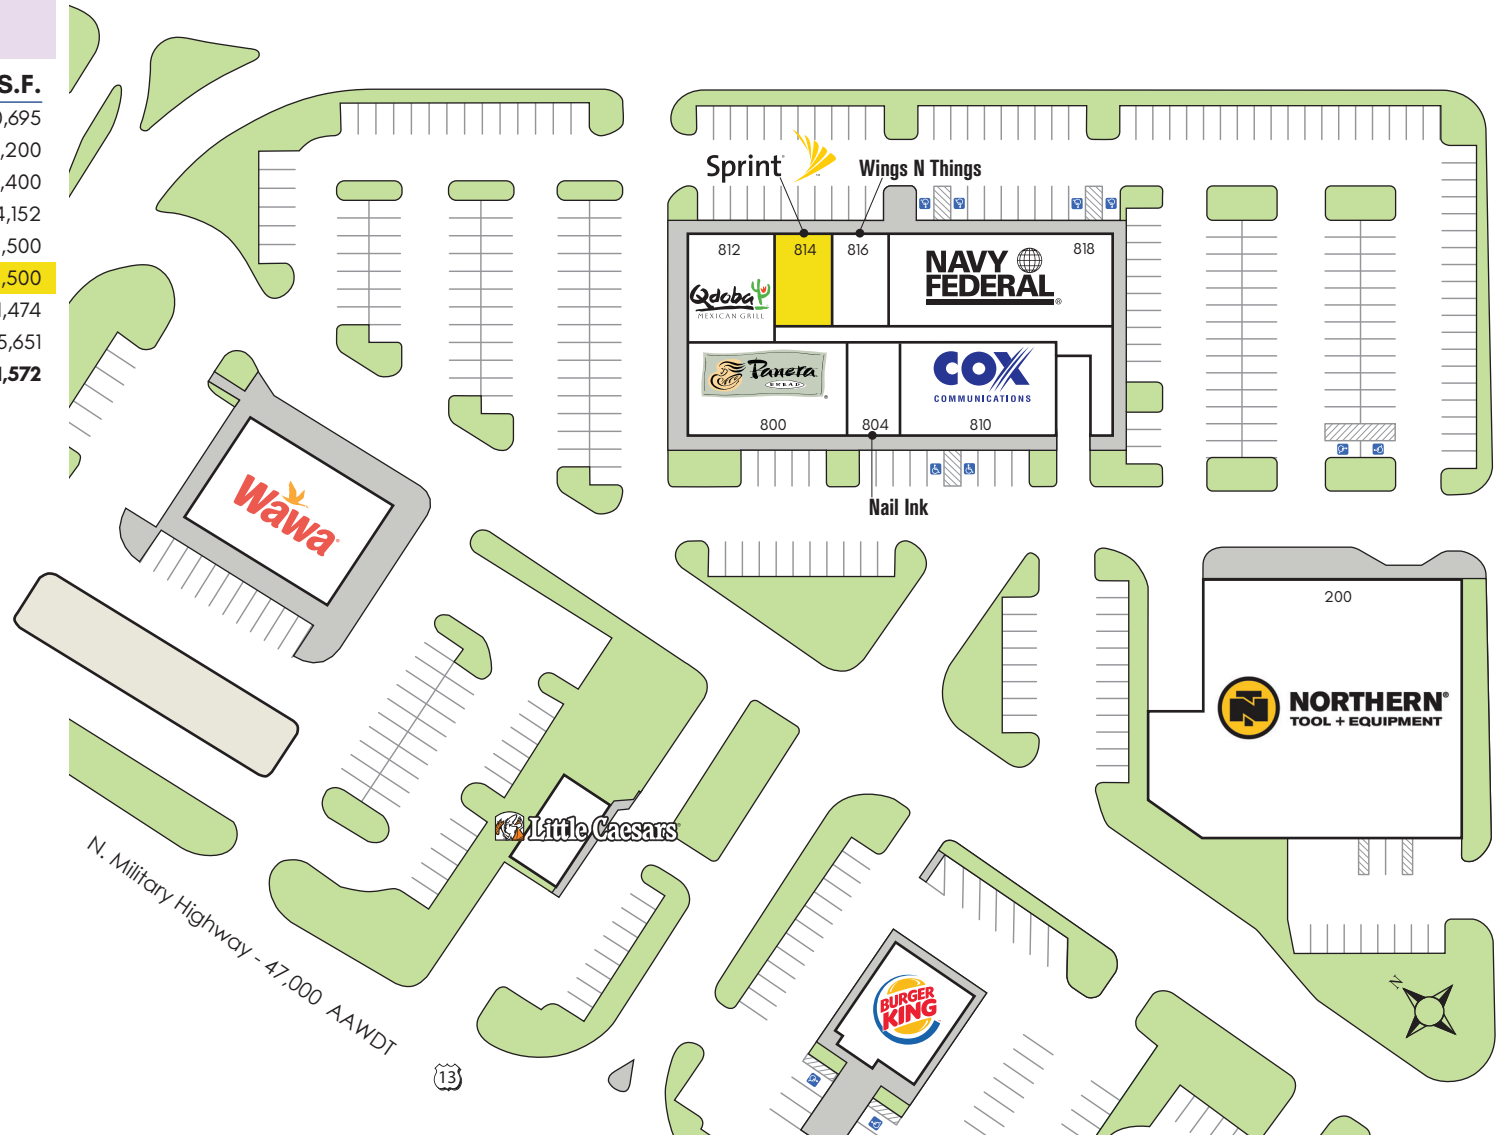 S.F.
,695
,200
,400
,152
,500
,500
,474
5,651
,572
Sprint
Wings N Things
812
814
816
818
NAVY
FEDERAL®
Qdoba
MEXICAN GRILL
Panera
BREAD®
COX
COMMUNICATIONS
800
804
810
Nail Ink
Wawa®
200
NORTHERN®
TOOL + EQUIPMENT
Little Caesars
N. Military Highway - 47,000 AAWDT
13
BURGER
KING
N